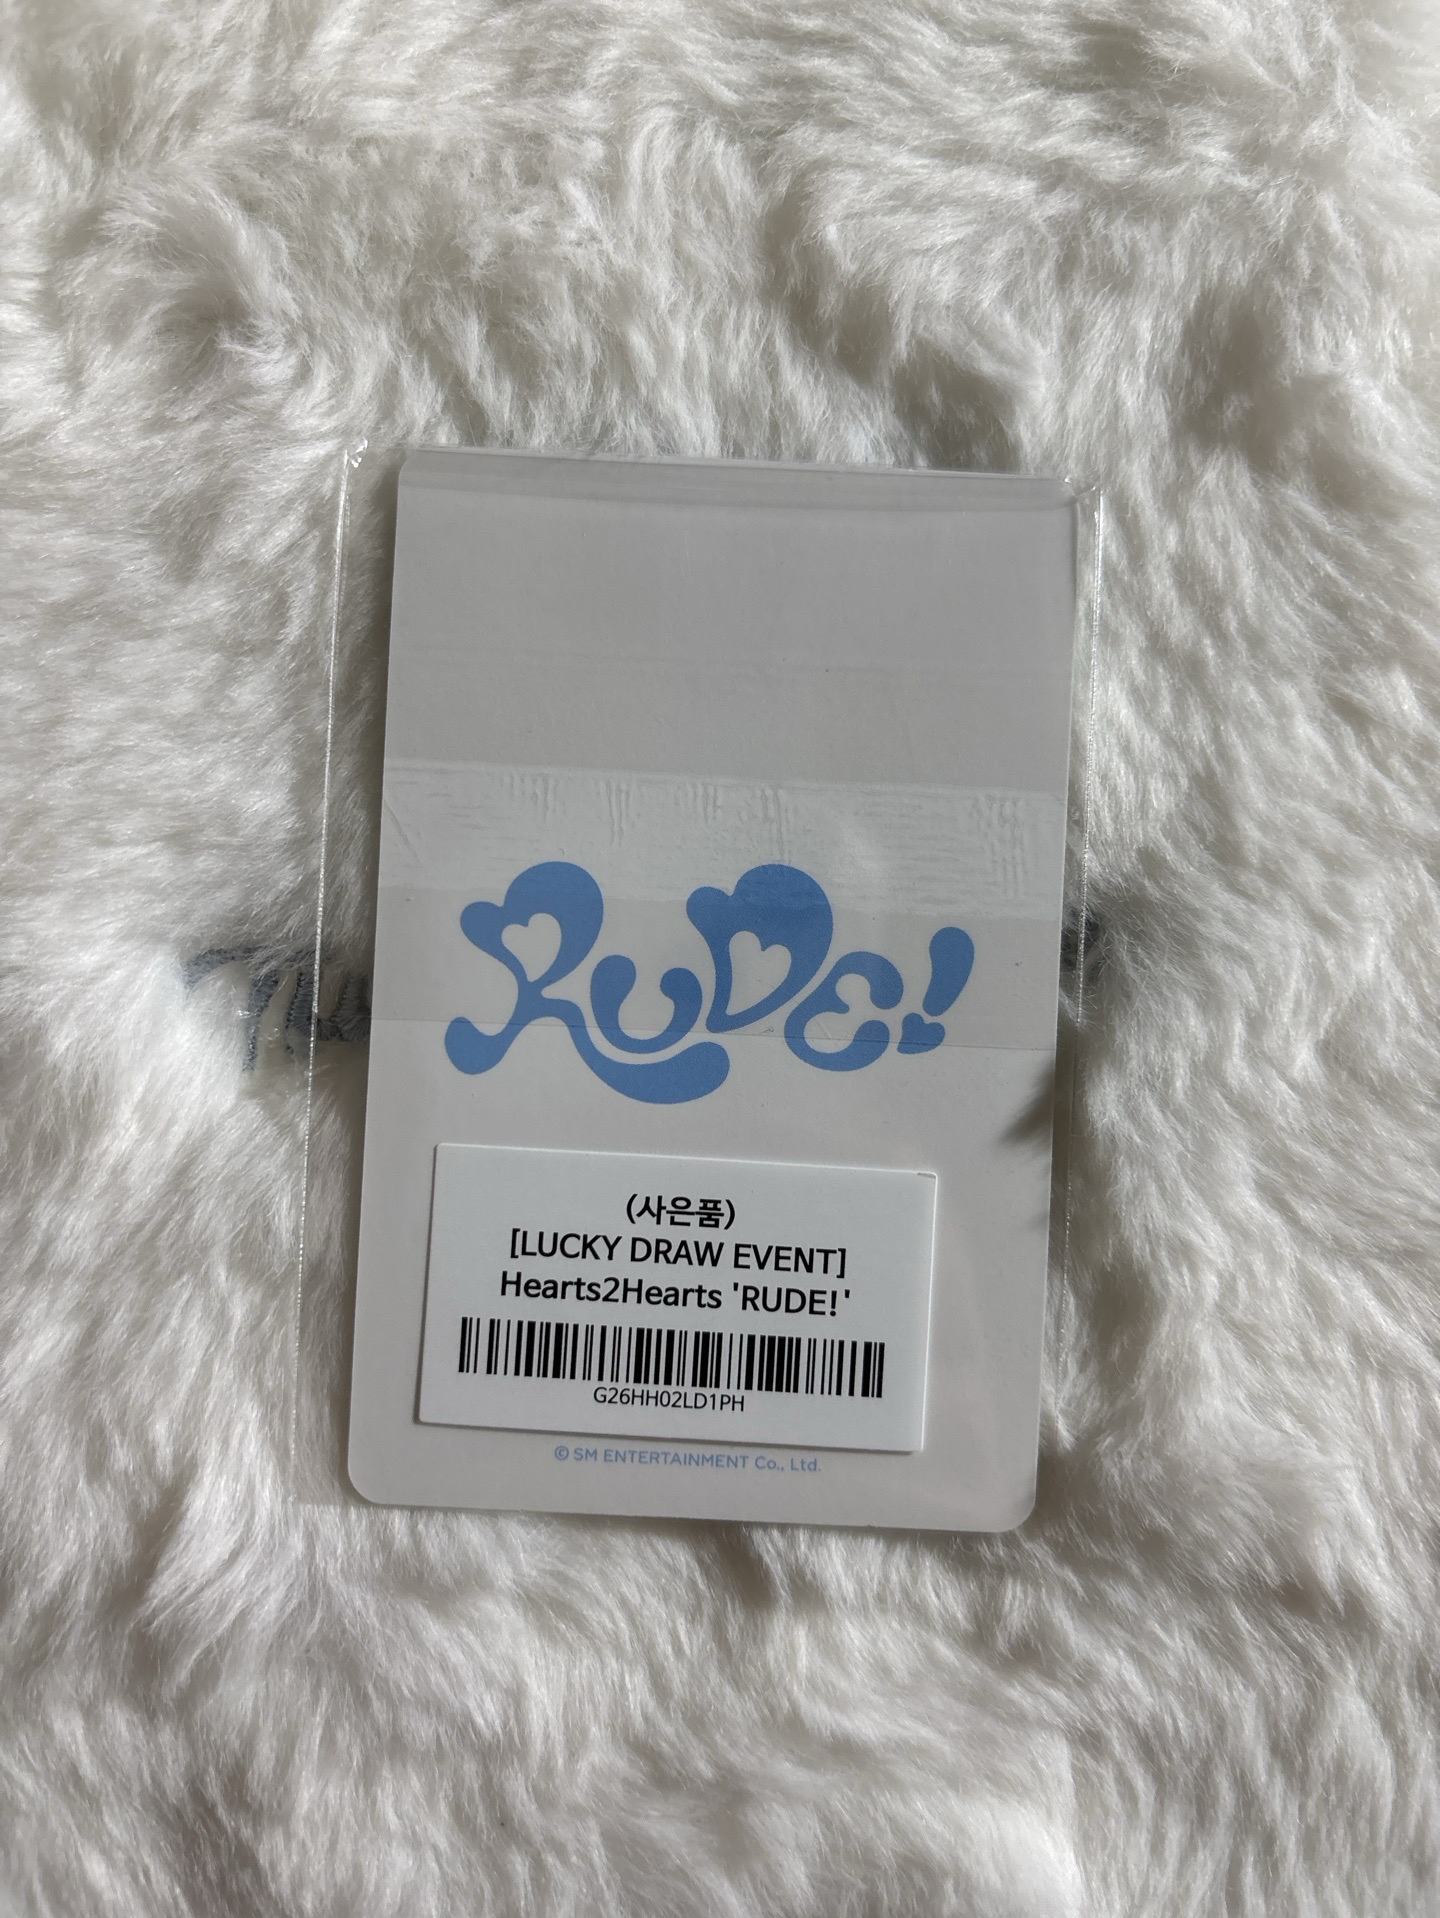 RUDE!
(사은품)
[LUCKY DRAW EVENT]
Hearts2Hearts 'RUDE!'
G26HH02LD1PH
© SM ENTERTAINMENT Co., Ltd.